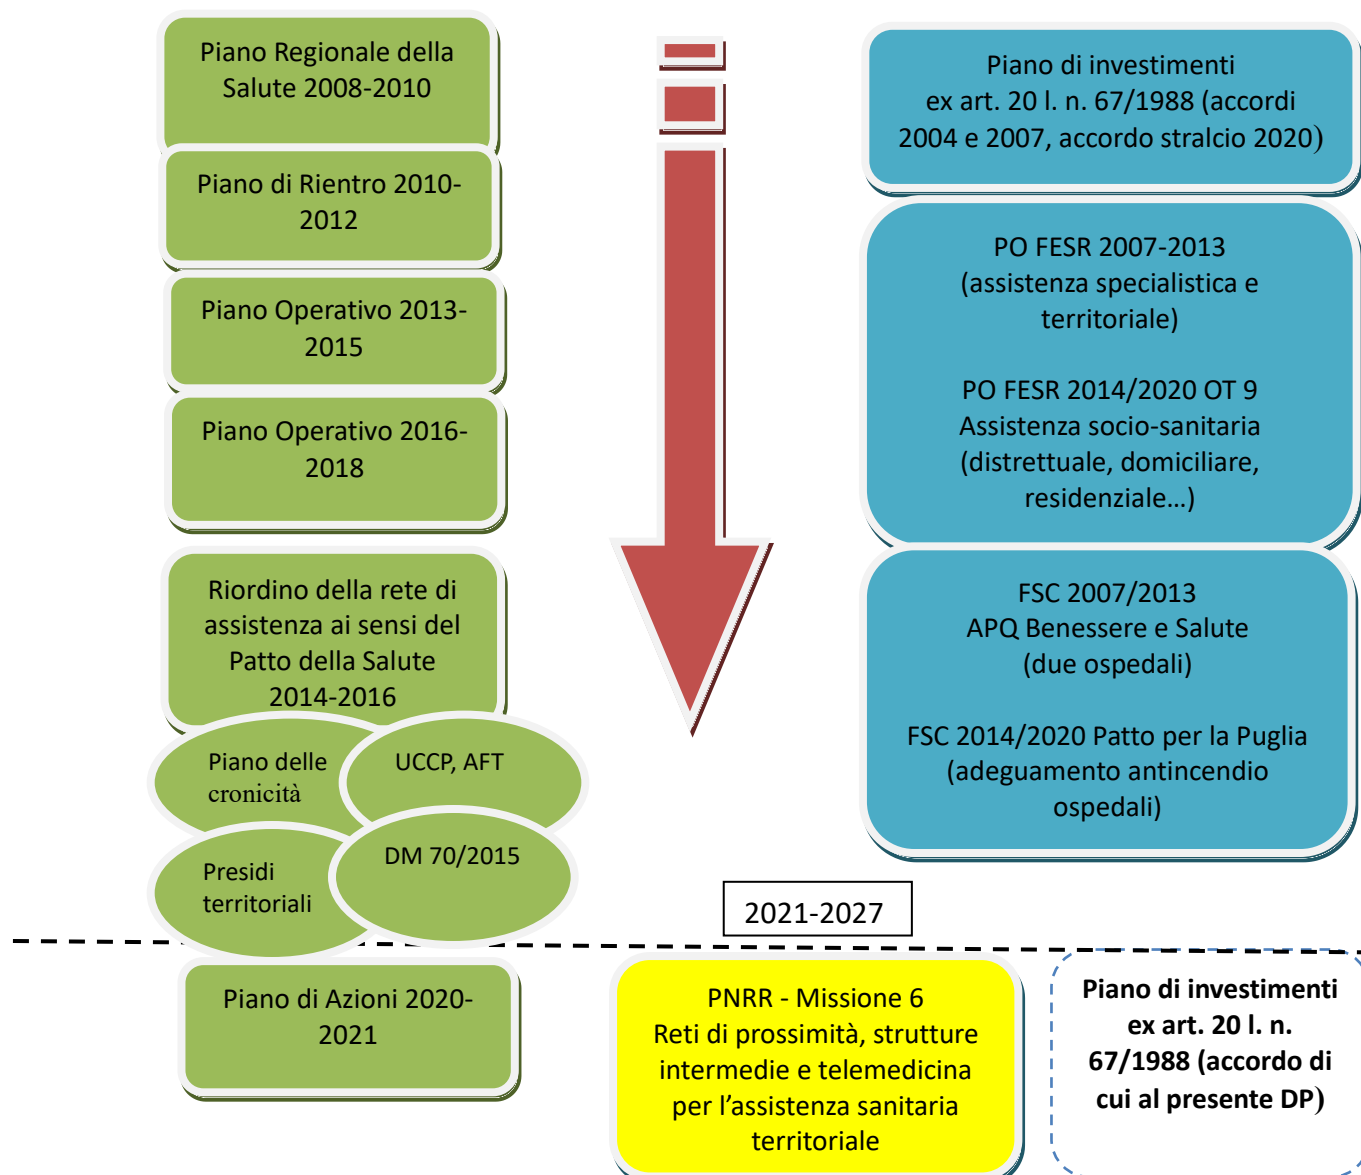 Piano Regionale della
Salute 2008-2010
Piano di Rientro 2010-
2012
Piano Operativo 2013-
2015
Piano Operativo 2016-
2018
Riordino della rete di
assistenza ai sensi del
Patto della Salute
2014-2016
Piano delle
cronicità
UCCP, AFT
Presidi
territoriali
DM 70/2015
Piano di investimenti
ex art. 20 l. n. 67/1988 (accordi
2004 e 2007, accordo stralcio 2020)
PO FESR 2007-2013
(assistenza specialistica e
territoriale)
PO FESR 2014/2020 OT 9
Assistenza socio-sanitaria
(distrettuale, domiciliare,
residenziale…)
FSC 2007/2013
APQ Benessere e Salute
(due ospedali)
FSC 2014/2020 Patto per la Puglia
(adeguamento antincendio
ospedali)
2021-2027
Piano di Azioni 2020-
2021
PNRR - Missione 6
Reti di prossimità, strutture
intermedie e telemedicina
per l’assistenza sanitaria
territoriale
Piano di investimenti
ex art. 20 l. n.
67/1988 (accordo di
cui al presente DP)